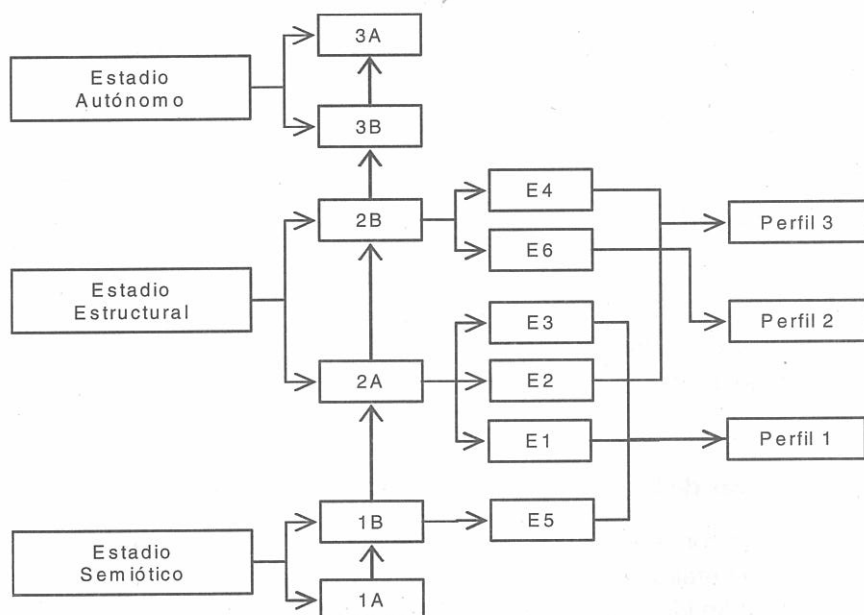 3A
Estadio
Autónomo
3B
E4
2B
Perfil 3
E6
Estadio
Estructural
E3
Perfil 2
2A
E2
E1
Perfil 1
1B
E5
Estadio
Semiótico
1A